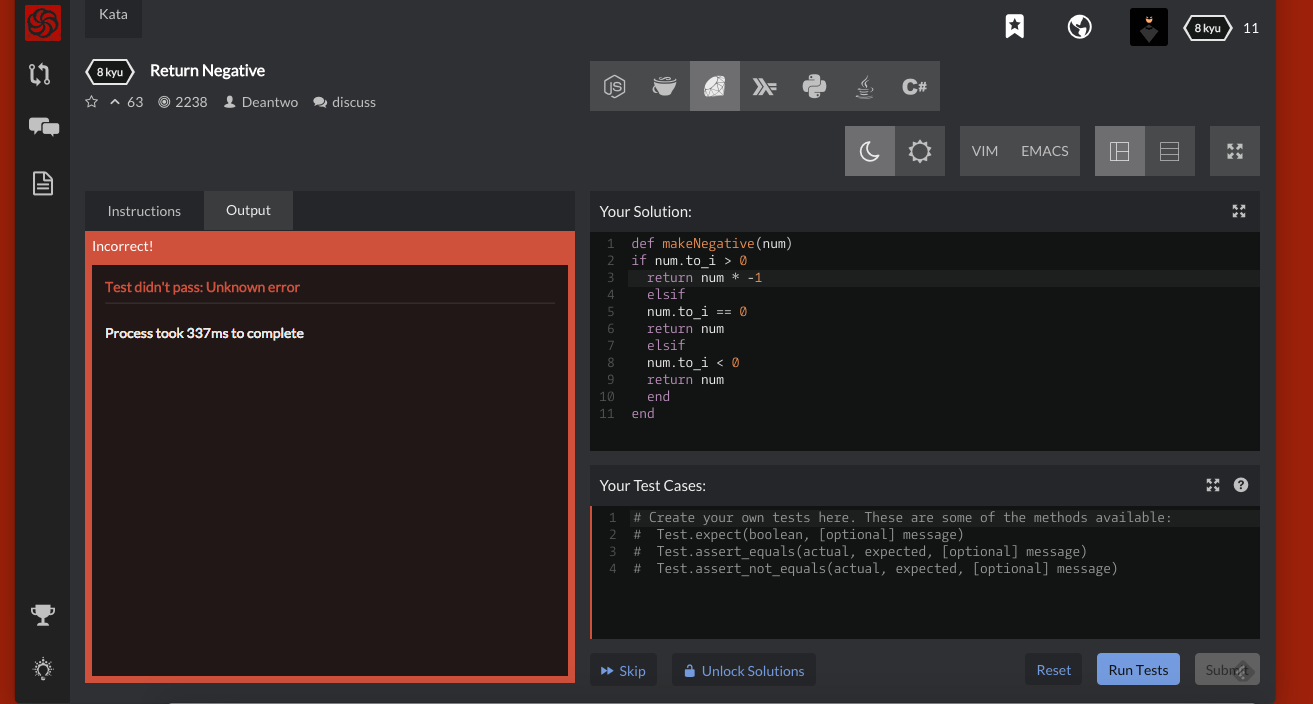 Kata
8 kyu 11
8 kyu Return Negative
63 2238 Deantwo discuss
JS C#
VIM EMACS
Instructions Output
Incorrect!
Test didn't pass: Unknown error
Process took 337ms to complete
Your Solution:
1 def makeNegative(num)
2 if num.to_i > 0
3 return num * -1
4 elsif
5 num.to_i == 0
6 return num
7 elsif
8 num.to_i < 0
9 return num
10 end
11 end
Your Test Cases:
1 # Create your own tests here. These are some of the methods available:
2 # Test.expect(boolean, [optional] message)
3 # Test.assert_equals(actual, expected, [optional] message)
4 # Test.assert_not_equals(actual, expected, [optional] message)
Skip Unlock Solutions Reset Run Tests Submit